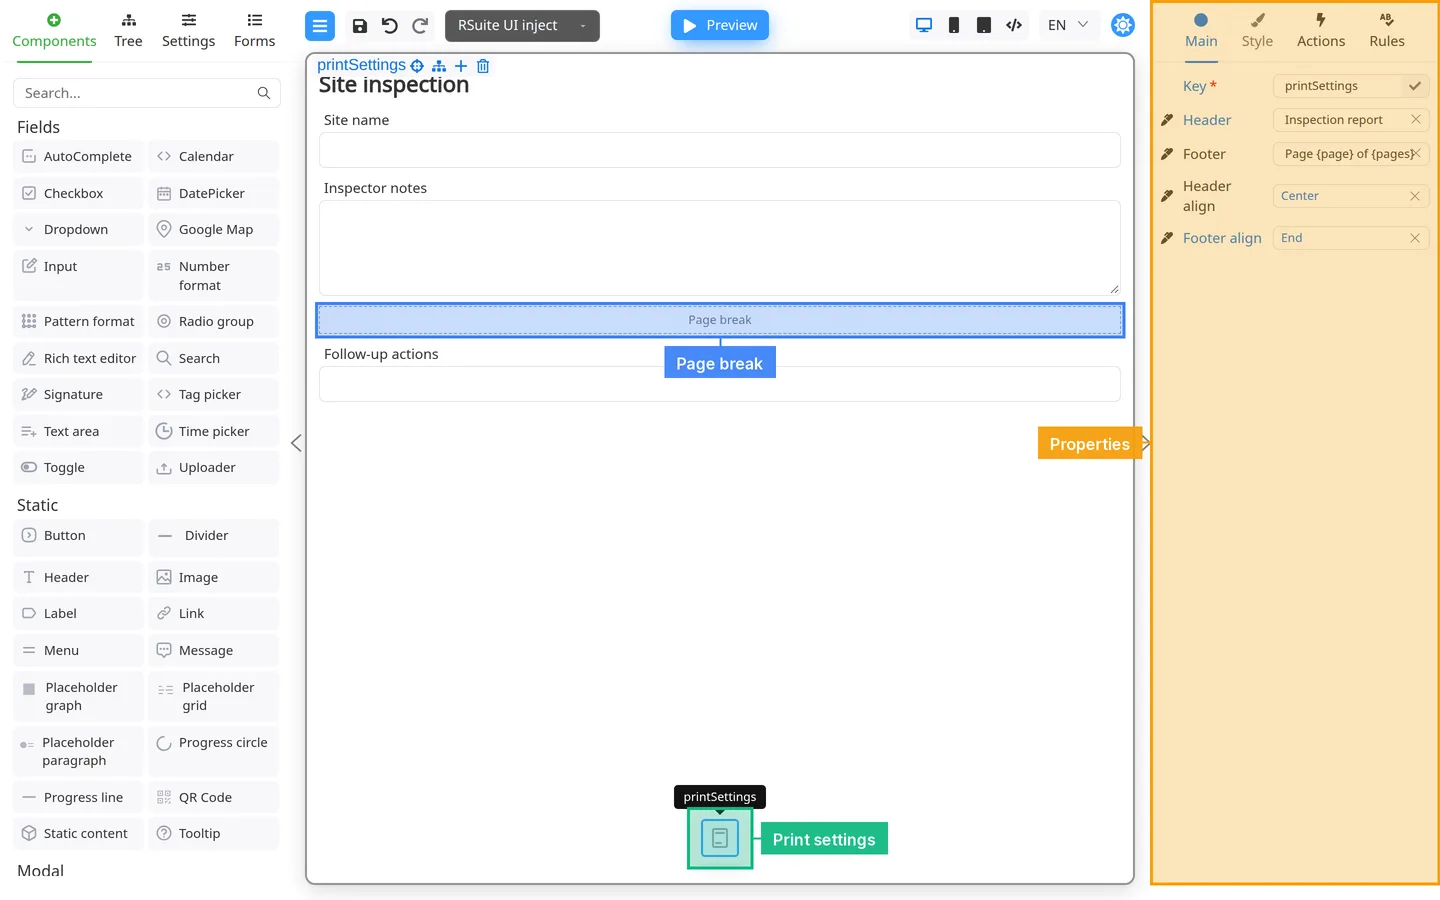 Components
Tree
Settings
Forms
RSuite UI inject
Preview
EN
Main
Style
Actions
Rules
Search...
Fields
AutoComplete
Calendar
Checkbox
DatePicker
Dropdown
Google Map
Input
Number
format
Pattern format
Radio group
Rich text editor
Search
Signature
Tag picker
Text area
Time picker
Toggle
Uploader
Static
Button
Divider
Header
Image
Label
Link
Menu
Message
Placeholder
graph
Placeholder
grid
Placeholder
paragraph
Progress circle
Progress line
QR Code
Static content
Tooltip
Modal
printSettings
Site inspection
Site name
Inspector notes
Page break
Page break
Follow-up actions
Properties
printSettings
Print settings
Key *
printSettings
Header
Inspection report
Footer
Page {page} of {pages}
Header
align
Center
Footer align
End